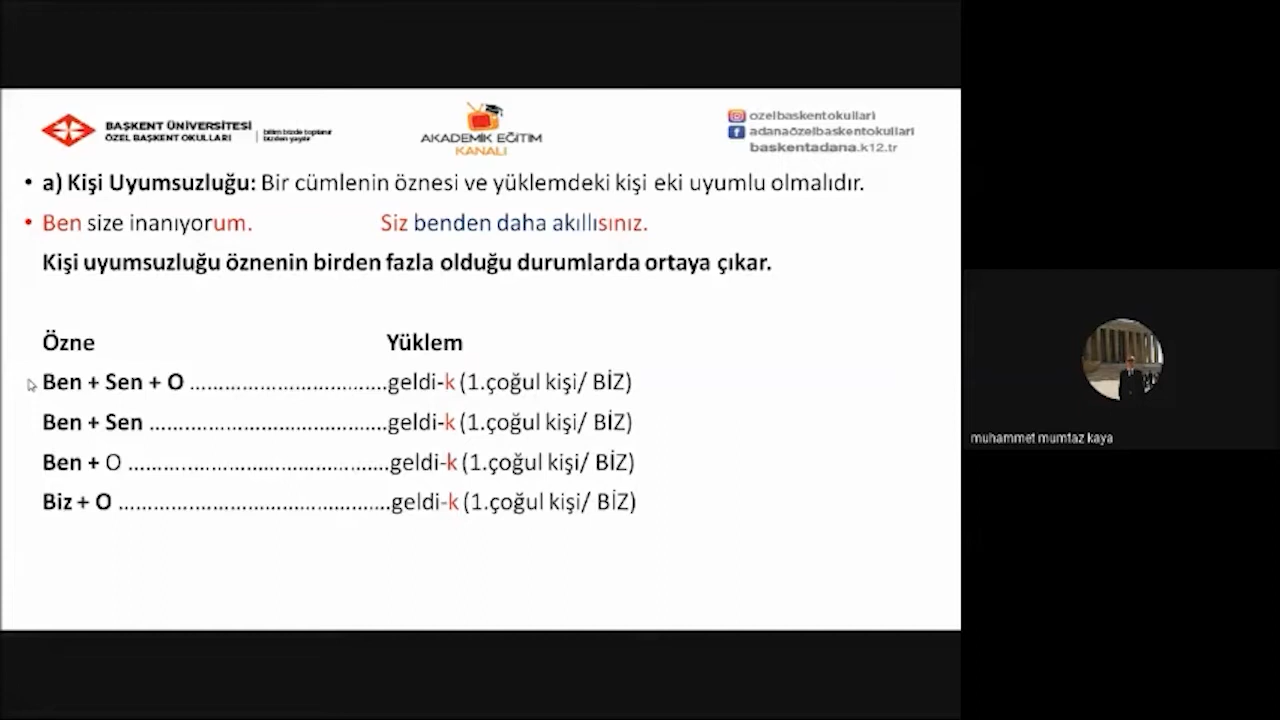 BAŞKENT ÜNİVERSİTESİ
ÖZEL BAŞKENT OKULLARI
bilim bizde toplanır
bizden yayılır
AKADEMİK EĞİTİM
KANALI
ozelbaskentokullari
adanaözelbaskentokullari
baskentadana.k12.tr
• a) Kişi Uyumsuzluğu: Bir cümlenin öznesi ve yüklemdeki kişi eki uyumlu olmalıdır.
• Ben size inanıyorum. Siz benden daha akıllısınız.
Kişi uyumsuzluğu öznenin birden fazla olduğu durumlarda ortaya çıkar.
Özne Yüklem
Ben + Sen + O ……………………………..geldi-k (1.çoğul kişi/ BİZ)
Ben + Sen …………………………………..geldi-k (1.çoğul kişi/ BİZ)
Ben + O ……………………………………..geldi-k (1.çoğul kişi/ BİZ)
Biz + O ………………………………………..geldi-k (1.çoğul kişi/ BİZ)
muhammet mumtaz kaya